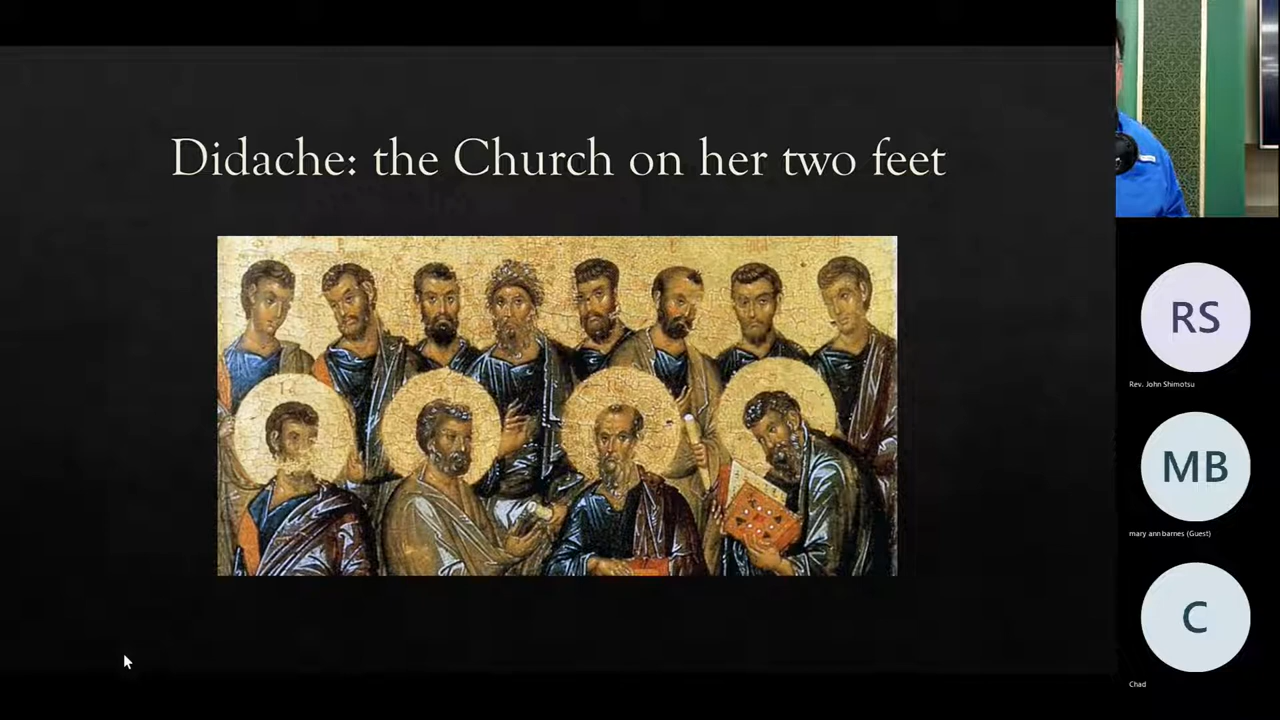 Didache: the Church on her two feet
RS
Rev. John Shimotsu
MB
mary ann barnes (Guest)
C
Chad